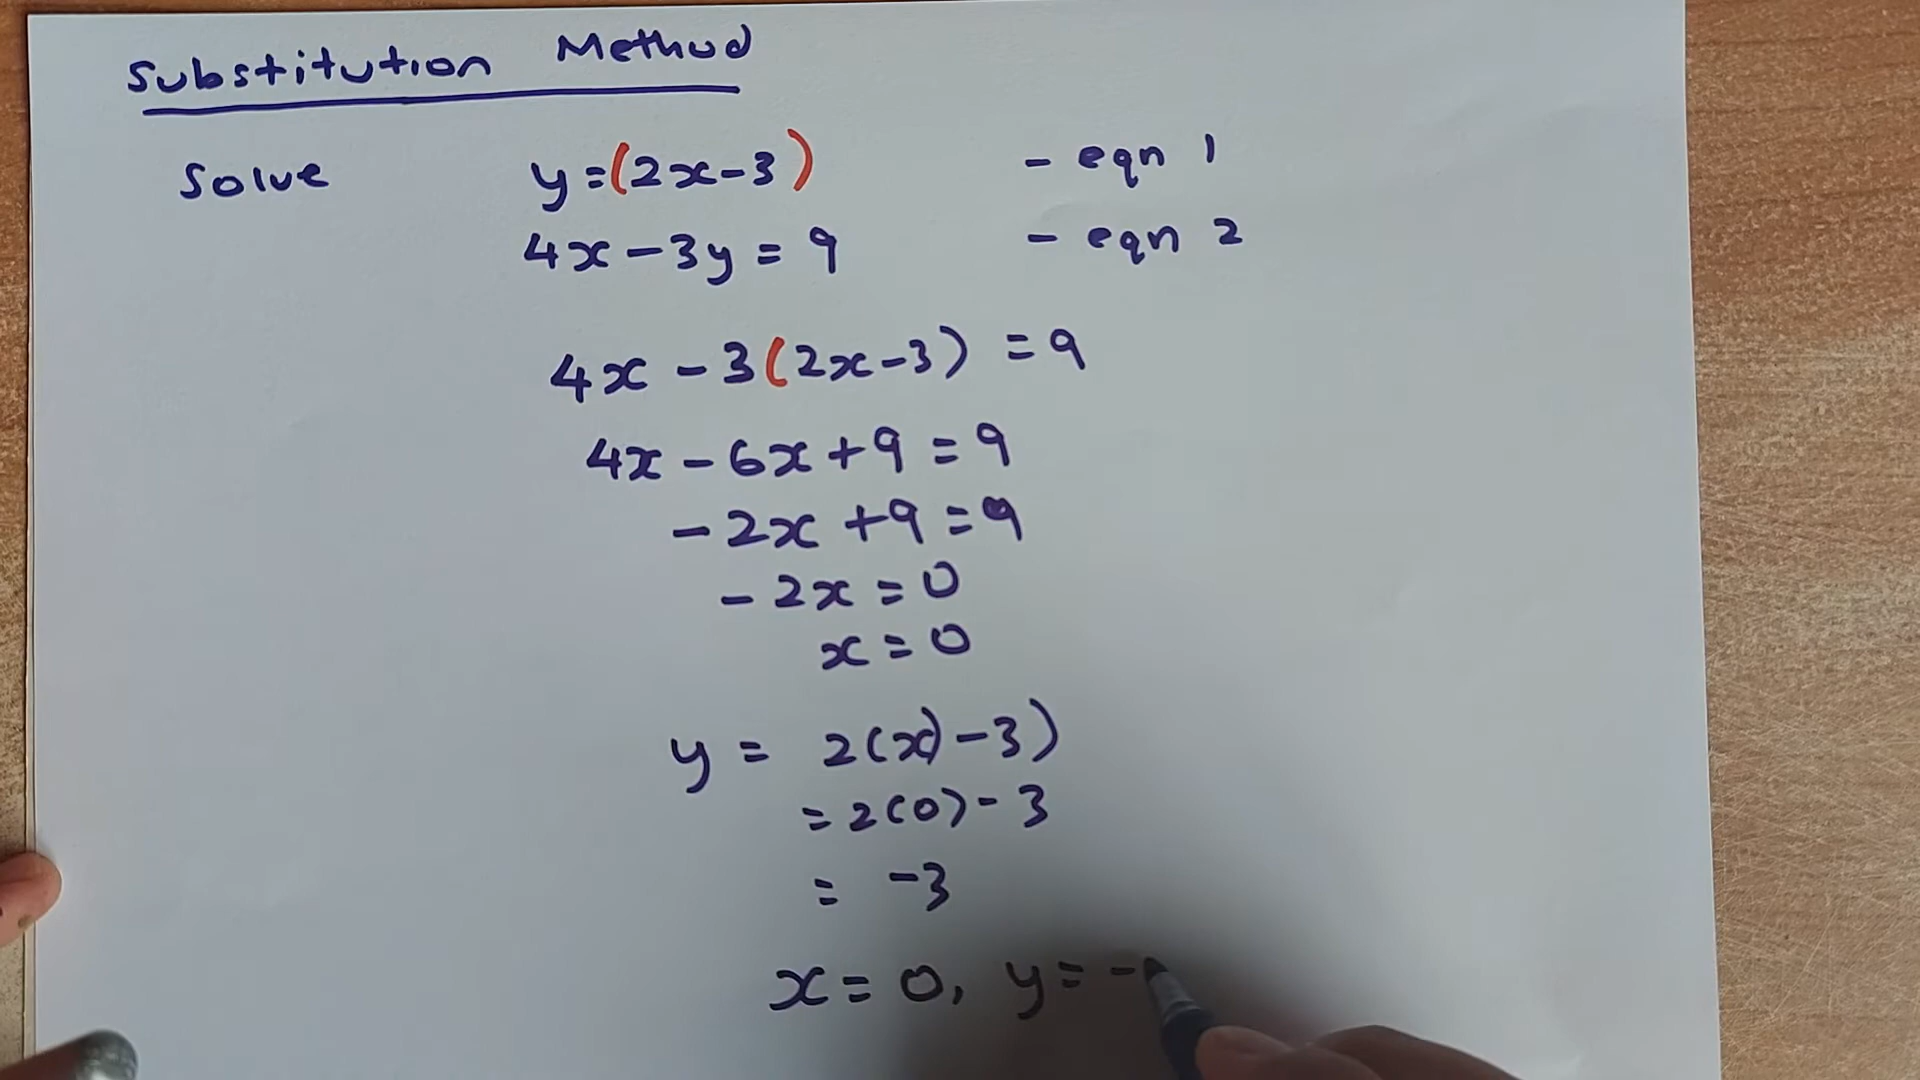 Substitution Method
Solve y=(2x-3) - eqn 1
4x-3y=9 - eqn 2
4x-3(2x-3)=9
4x-6x+9=9
-2x+9=9
-2x=0
x=0
y= 2(x)-3)
=2(0)-3
= -3
x=0, y=-